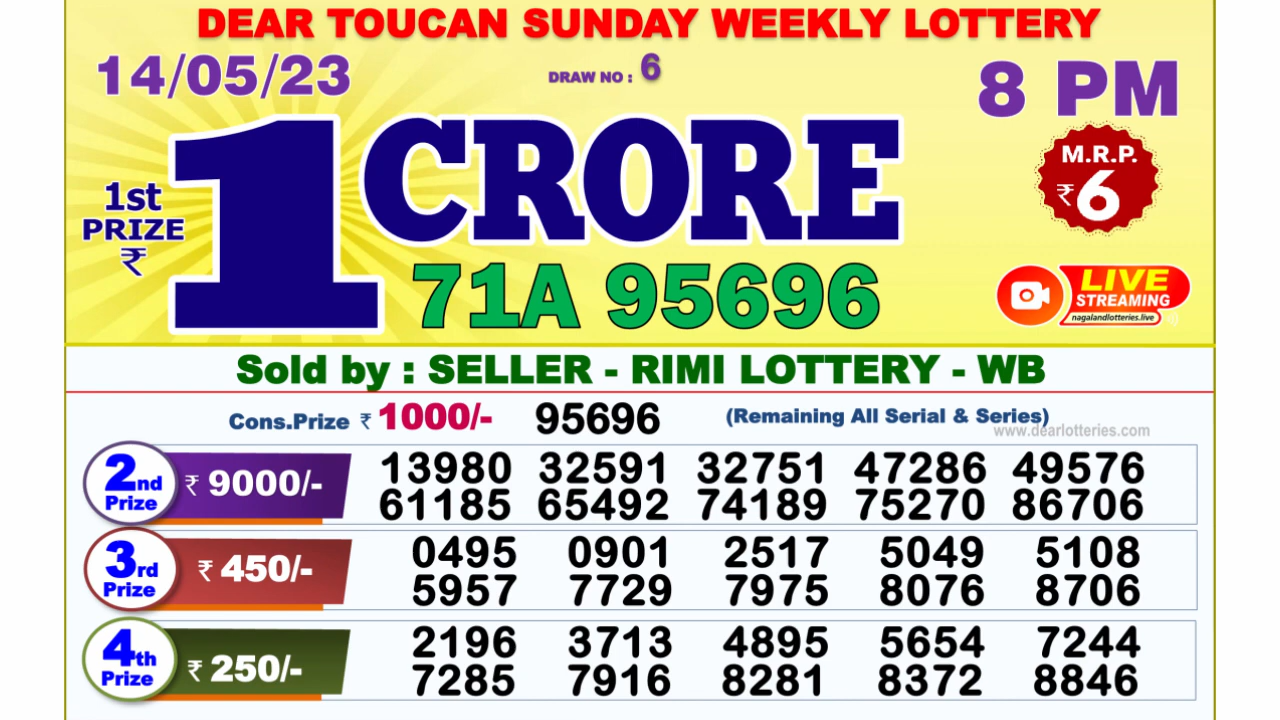 DEAR TOUCAN SUNDAY WEEKLY LOTTERY
14/05/23
DRAW NO : 6
8 PM
1st
PRIZE
₹
1 CRORE
M.R.P.
₹ 6
71A 95696
LIVE
STREAMING
nagalandlotteries.live
Sold by : SELLER - RIMI LOTTERY - WB
Cons.Prize ₹ 1000/- 95696 (Remaining All Serial & Series)
www.dearlotteries.com
2nd
Prize
₹ 9000/-
13980 32591 32751 47286 49576
61185 65492 74189 75270 86706
3rd
Prize
₹ 450/-
0495 0901 2517 5049 5108
5957 7729 7975 8076 8706
4th
Prize
₹ 250/-
2196 3713 4895 5654 7244
7285 7916 8281 8372 8846